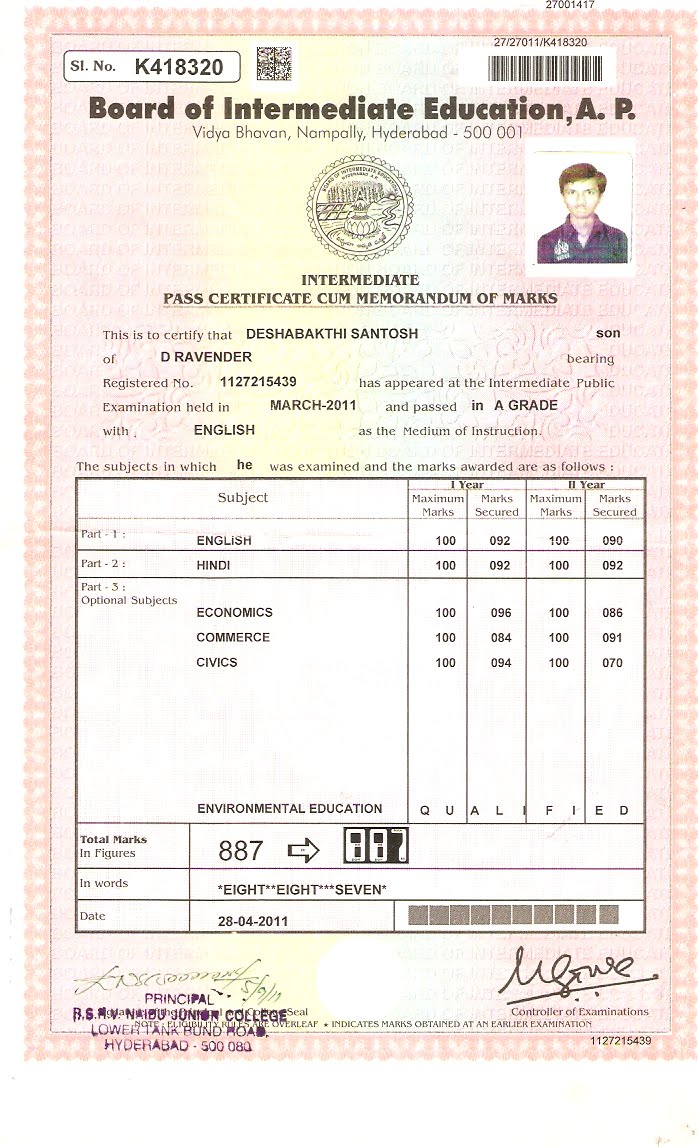 27001417
27/27011/K418320
Sl. No. K418320
Board of Intermediate Education, A. P.
Vidya Bhavan, Nampally, Hyderabad - 500 001
BOARD OF INTERMEDIATE EDUCATION
HYDERABAD A.P.
INTERMEDIATE
PASS CERTIFICATE CUM MEMORANDUM OF MARKS
This is to certify that DESHABAKTHI SANTOSH son
of D RAVENDER bearing
Registered No. 1127215439 has appeared at the Intermediate Public
Examination held in MARCH-2011 and passed in A GRADE
with ENGLISH as the Medium of Instruction.
The subjects in which he was examined and the marks awarded are as follows :
Subject I Year II Year
Maximum Marks Marks Secured Maximum Marks Marks Secured
Part - 1 : ENGLISH 100 092 100 090
Part - 2 : HINDI 100 092 100 092
Part - 3 :
Optional Subjects
ECONOMICS 100 096 100 086
COMMERCE 100 084 100 091
CIVICS 100 094 100 070
ENVIRONMENTAL EDUCATION Q U A L I F I E D
Total Marks
In Figures 887 887
In words *EIGHT**EIGHT***SEVEN*
Date 28-04-2011
PRINCIPAL
R.S.R.V. NAIDU JUNIOR COLLEGE
LOWER TANK BUND ROAD,
HYDERABAD - 500 080
Controller of Examinations
NOTE : ELIGIBILITY RULES ARE OVERLEAF * INDICATES MARKS OBTAINED AT AN EARLIER EXAMINATION
1127215439